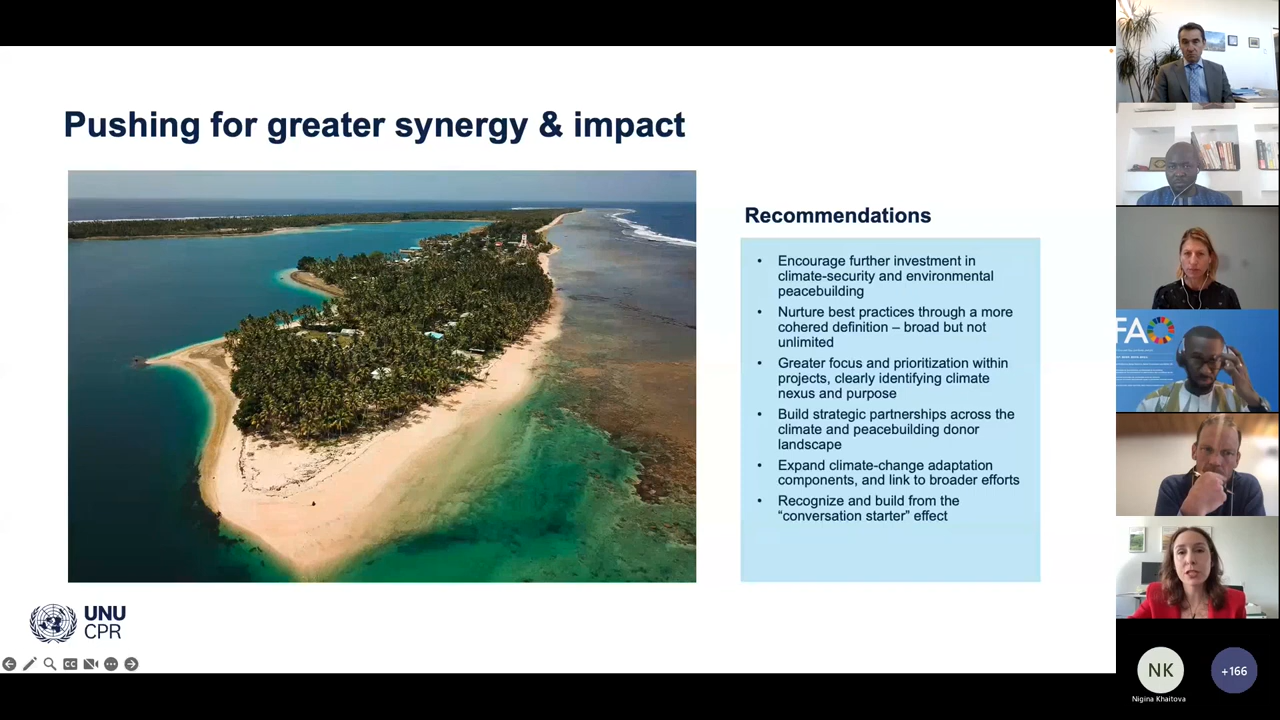 Pushing for greater synergy & impact
Recommendations
• Encourage further investment in
climate-security and environmental
peacebuilding
• Nurture best practices through a more
cohered definition – broad but not
unlimited
• Greater focus and prioritization within
projects, clearly identifying climate
nexus and purpose
• Build strategic partnerships across the
climate and peacebuilding donor
landscape
• Expand climate-change adaptation
components, and link to broader efforts
• Recognize and build from the
“conversation starter” effect
UNU
CPR
CC
FAO
NK
Nigina Khaitova
+166